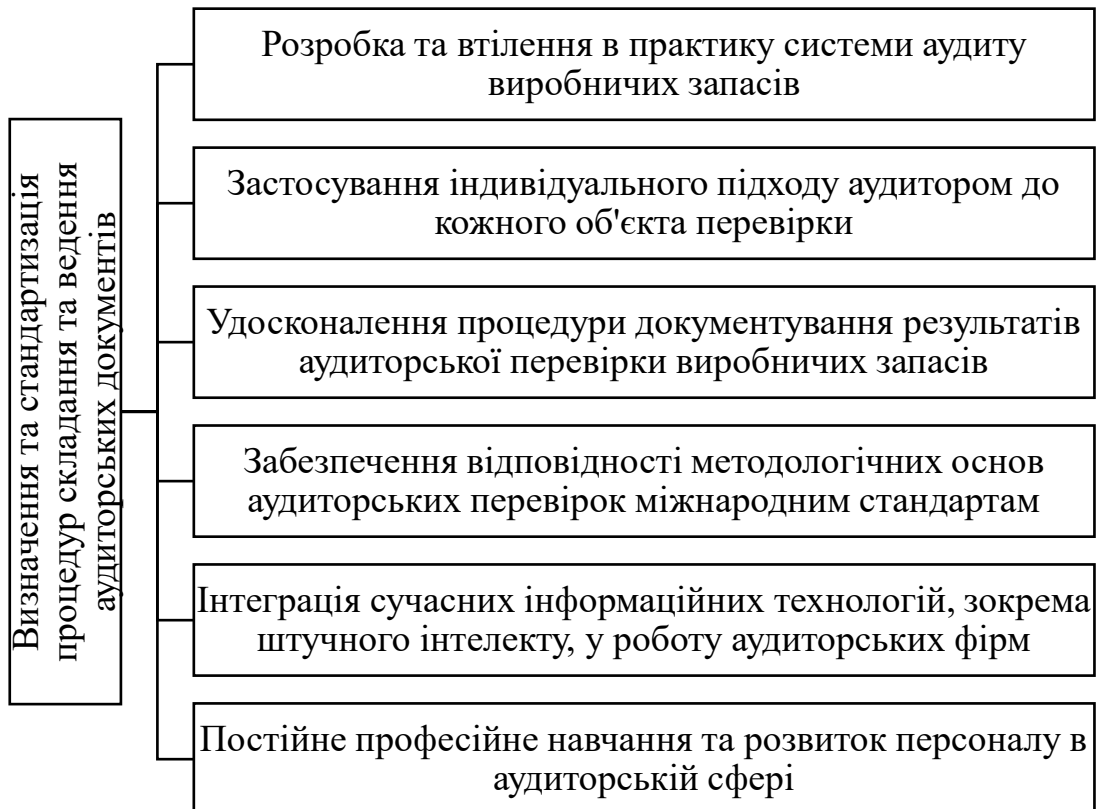 Визначення та стандартизація
процедур складання та ведення
аудиторських документів
Розробка та втілення в практику системи аудиту
виробничих запасів
Застосування індивідуального підходу аудитором до
кожного об'єкта перевірки
Удосконалення процедури документування результатів
аудиторської перевірки виробничих запасів
Забезпечення відповідності методологічних основ
аудиторських перевірок міжнародним стандартам
Інтеграція сучасних інформаційних технологій, зокрема
штучного інтелекту, у роботу аудиторських фірм
Постійне професійне навчання та розвиток персоналу в
аудиторській сфері